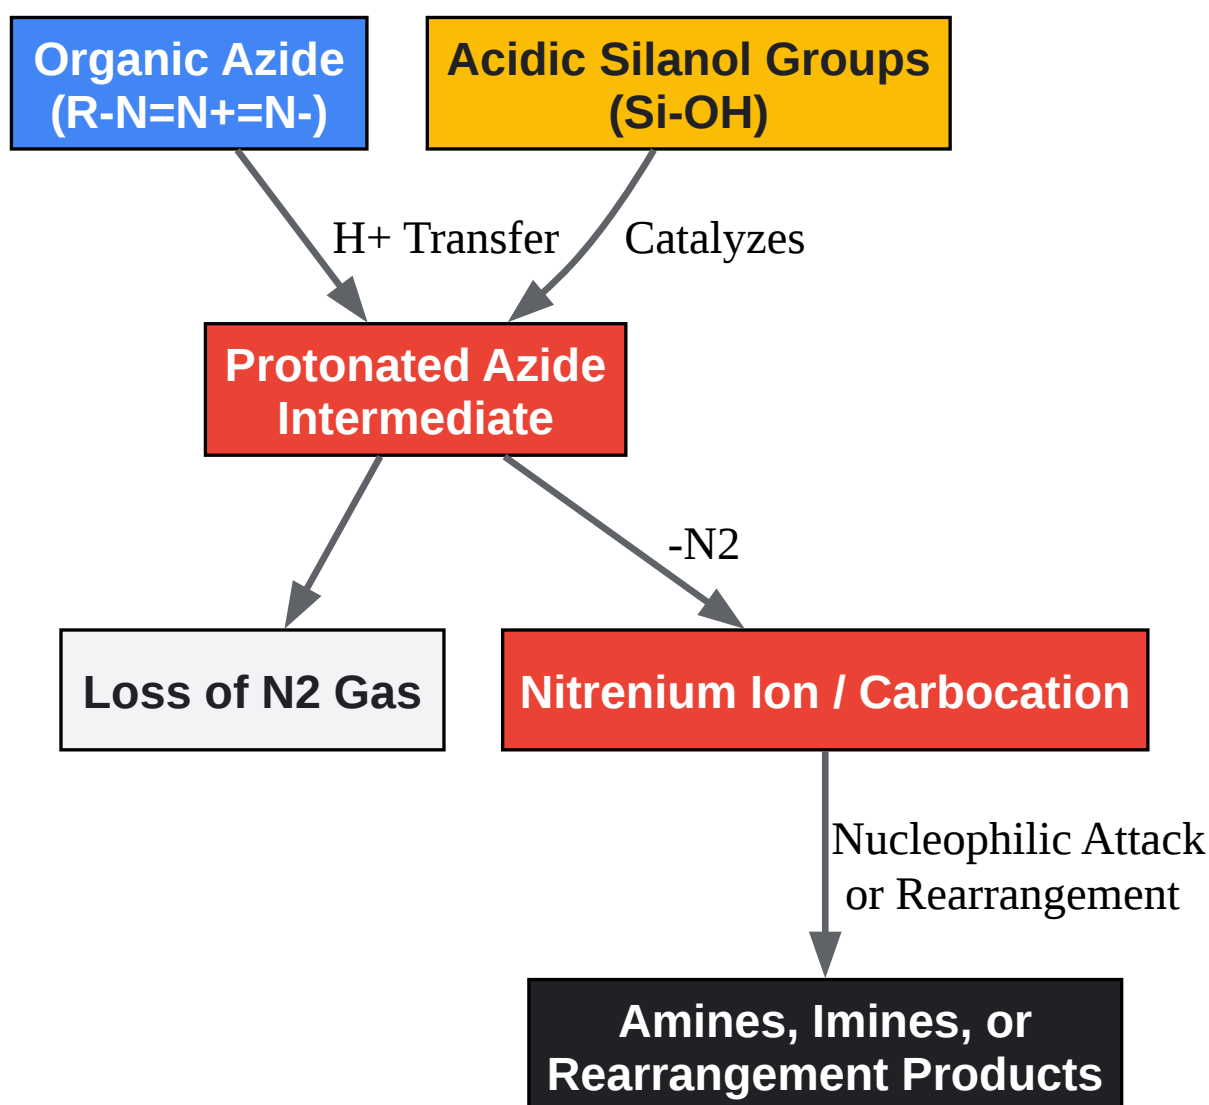 Organic Azide
(R-N=N+=N-)
Acidic Silanol Groups
(Si-OH)
H+ Transfer
Catalyzes
Protonated Azide
Intermediate
-N2
Loss of N2 Gas
Nitrenium Ion / Carbocation
Nucleophilic Attack
or Rearrangement
Amines, Imines, or
Rearrangement Products